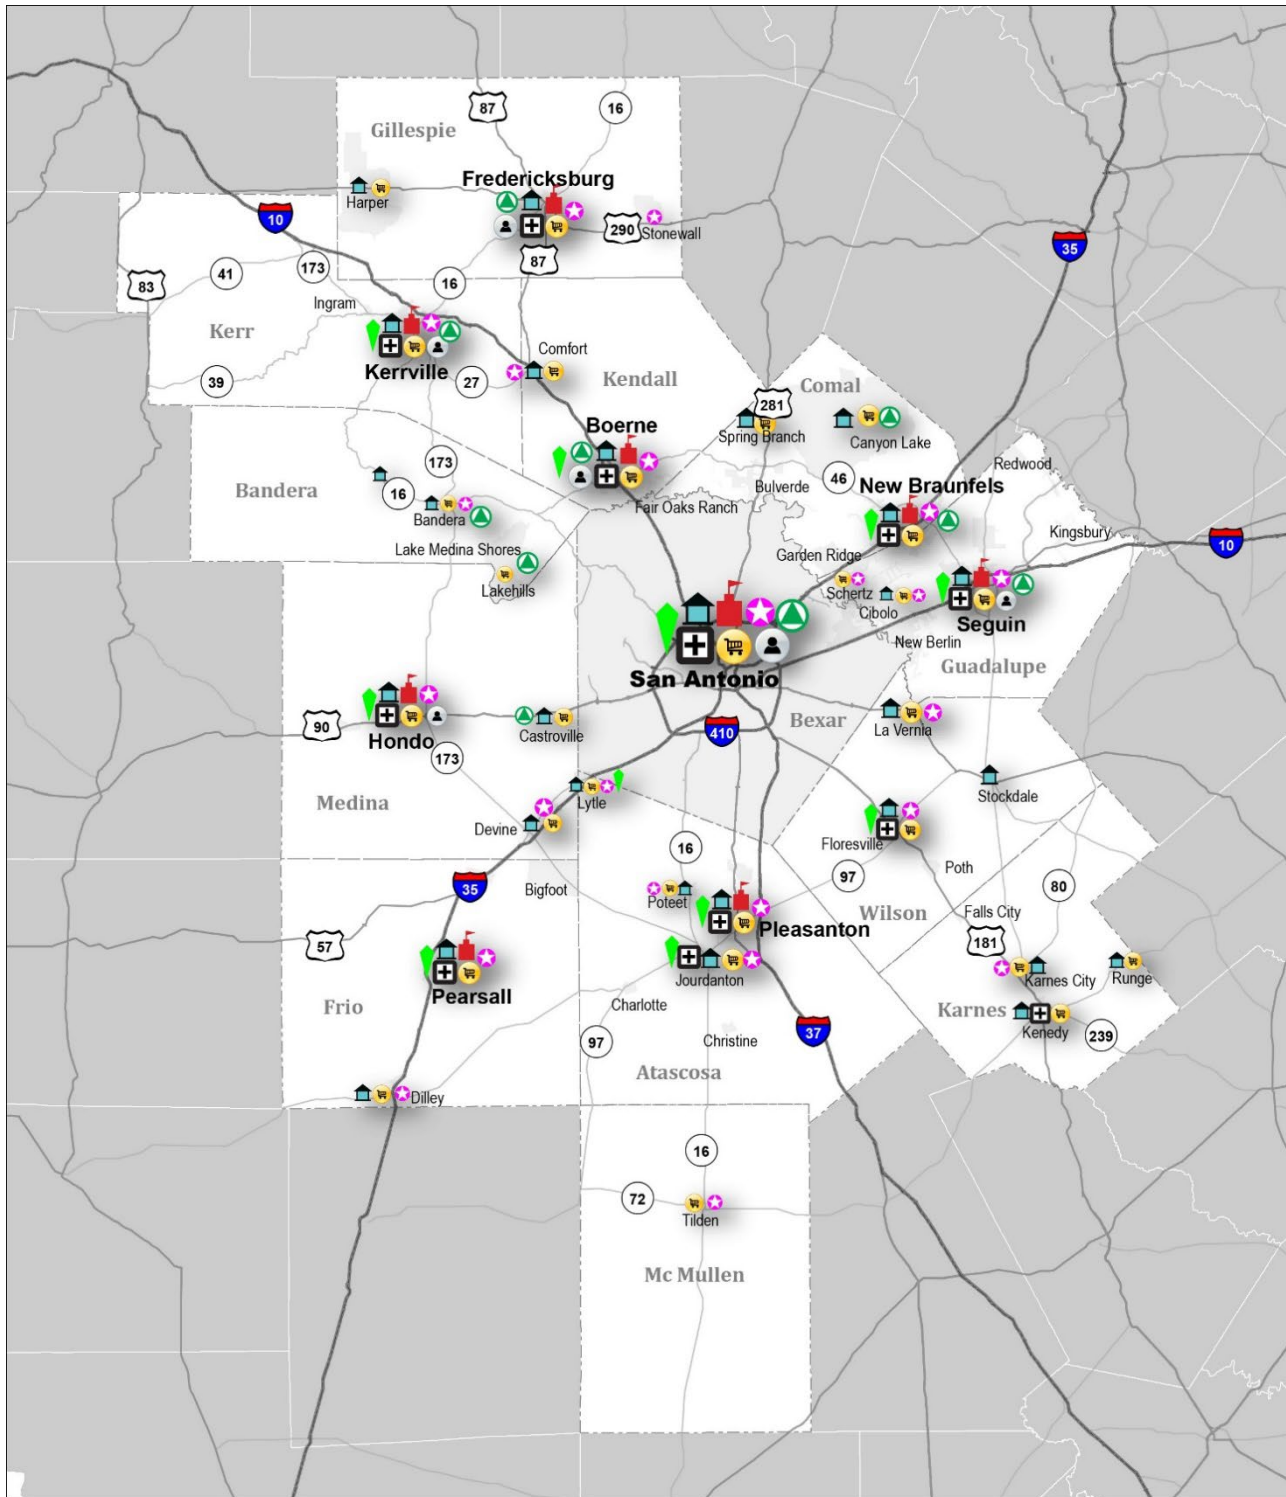 87
16
Gillespie
Fredericksburg
Harper
10
290
Stonewall
35
87
41
173
16
83
Ingram
Kerr
Kerrville
Comfort
39
27
Kendall
Comal
281
Boerne
Spring Branch
Canyon Lake
173
Redwood
Bandera
16
46
New Braunfels
Bulverde
Fair Oaks Ranch
Bandera
Kingsbury
10
Lake Medina Shores
Garden Ridge
Lakehills
Schertz
Cibolo
Seguin
New Berlin
Guadalupe
San Antonio
90
Hondo
Castroville
Bexar
410
La Vernia
173
Medina
Lytle
Stockdale
Devine
Floresville
16
Bigfoot
Poth
35
97
80
Poteet
Wilson
Falls City
Pleasanton
57
181
Jourdanton
Karnes City
Runge
Pearsall
Frio
Charlotte
Karnes
Kenedy
37
97
Christine
239
Atascosa
Dilley
16
72
Tilden
Mc Mullen